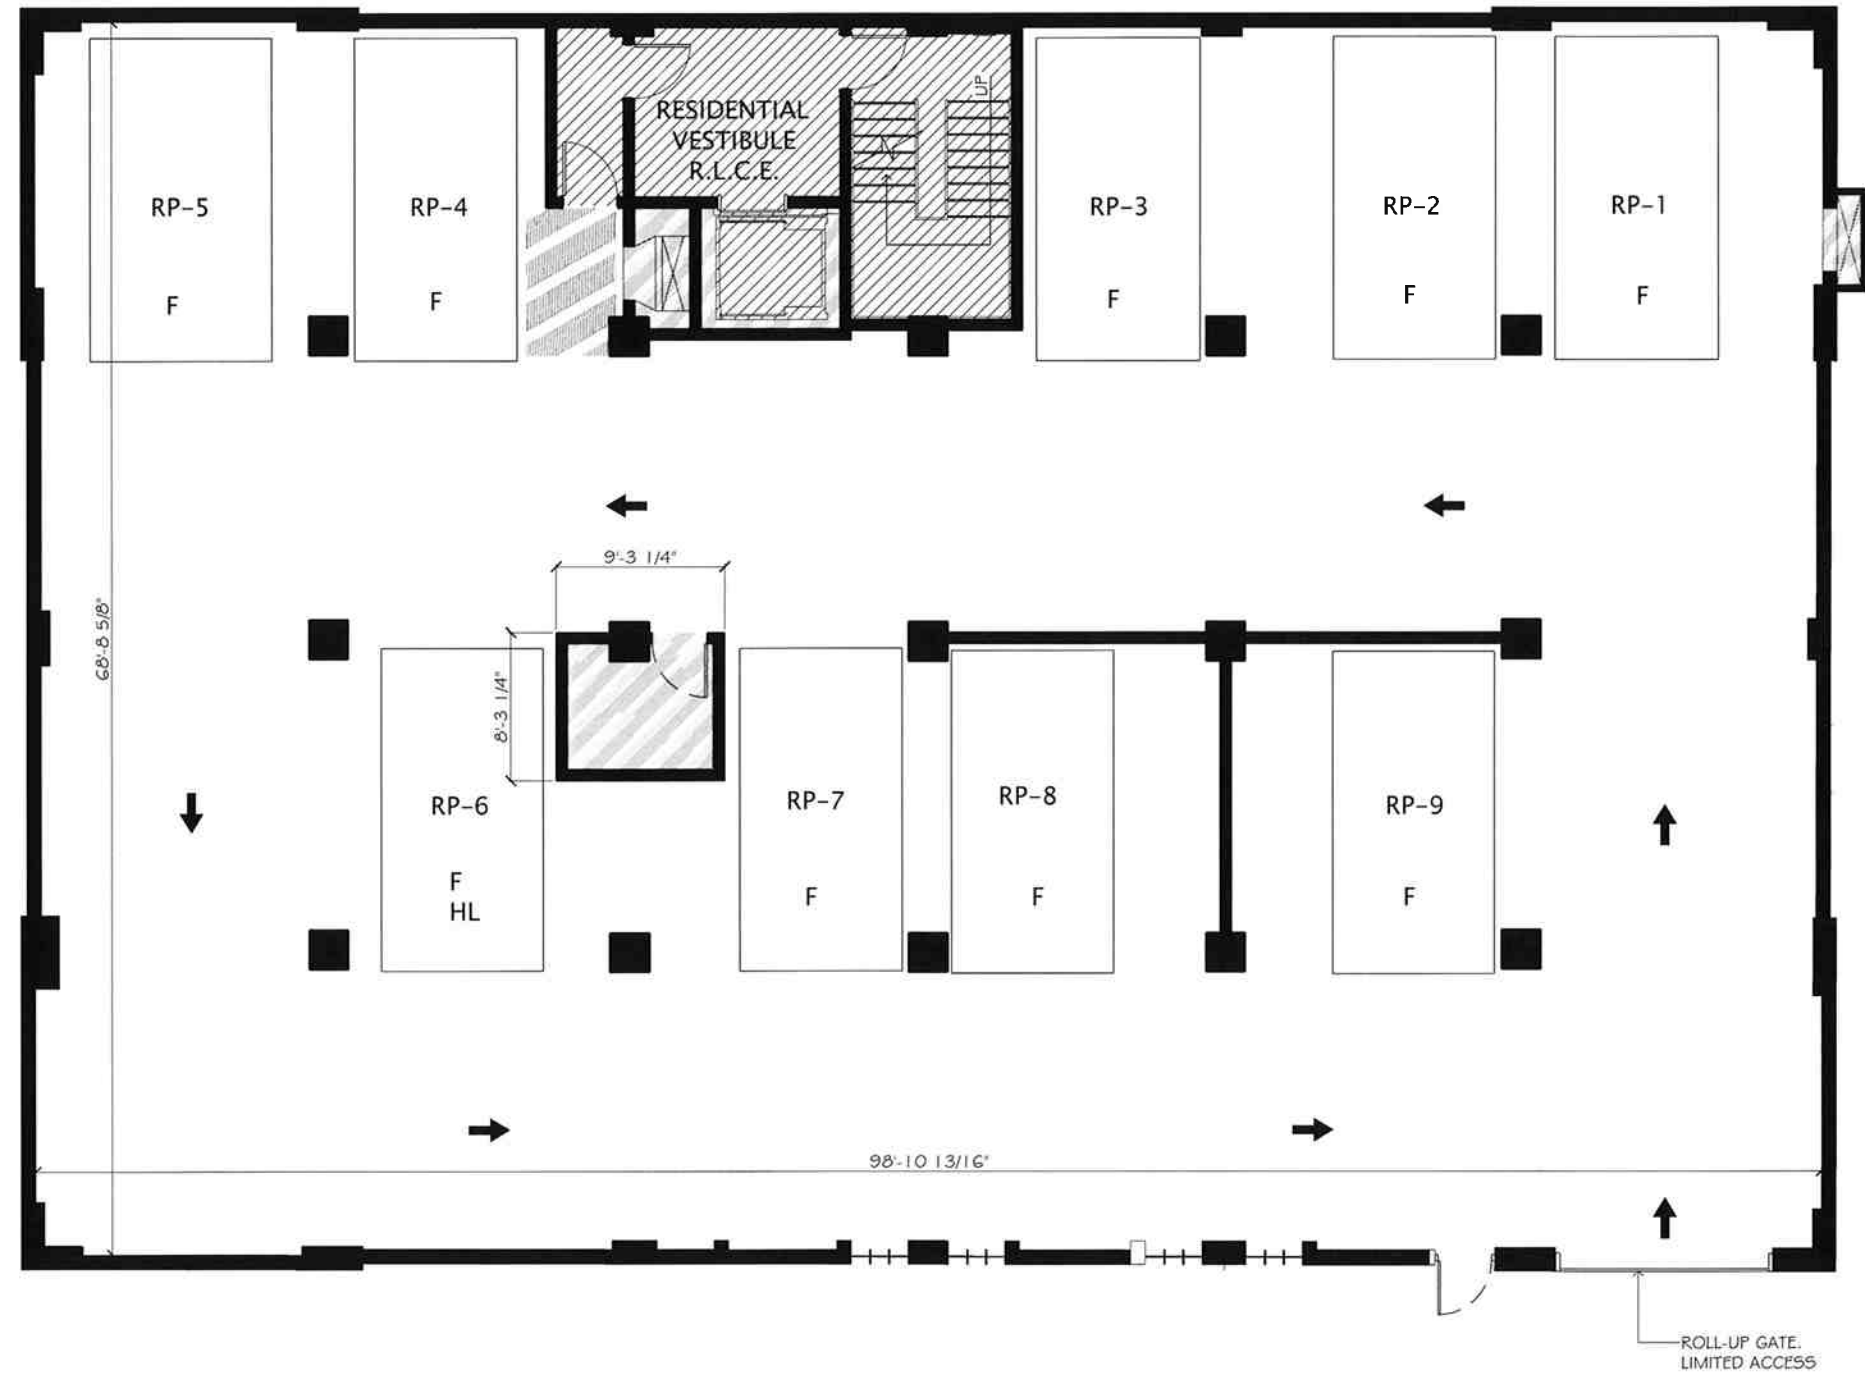 UP
RESIDENTIAL
VESTIBULE
R.L.C.E.
RP-5
RP-4
RP-3
RP-2
RP-1
F
F
F
F
F
9'-3 1/4"
68'-8 5/8"
8'-3 1/4"
RP-6
RP-7
RP-8
RP-9
F
HL
F
F
F
98'-10 13/16"
ROLL-UP GATE.
LIMITED ACCESS